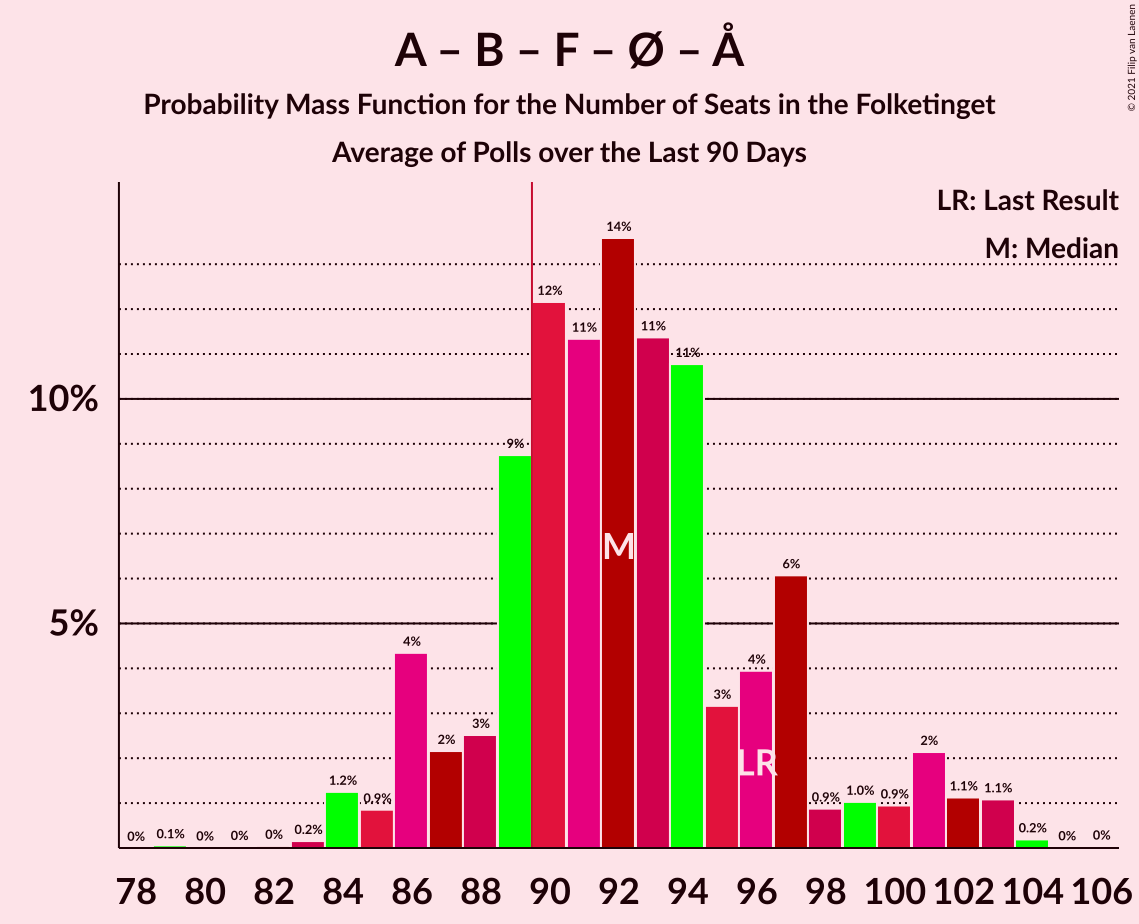 A – B – F – Ø – Å
Probability Mass Function for the Number of Seats in the Folketinget
Average of Polls over the Last 90 Days
© 2021 Filip van Laenen
LR: Last Result
M: Median
10%
5%
0% 0.1% 0% 0% 0% 0.2% 1.2% 0.9% 4% 2% 3% 9% 12% 11% 14% 11% 11% 3% 4% 6% 0.9% 1.0% 0.9% 2% 1.1% 1.1% 0.2% 0% 0%
M
LR
78 80 82 84 86 88 90 92 94 96 98 100 102 104 106